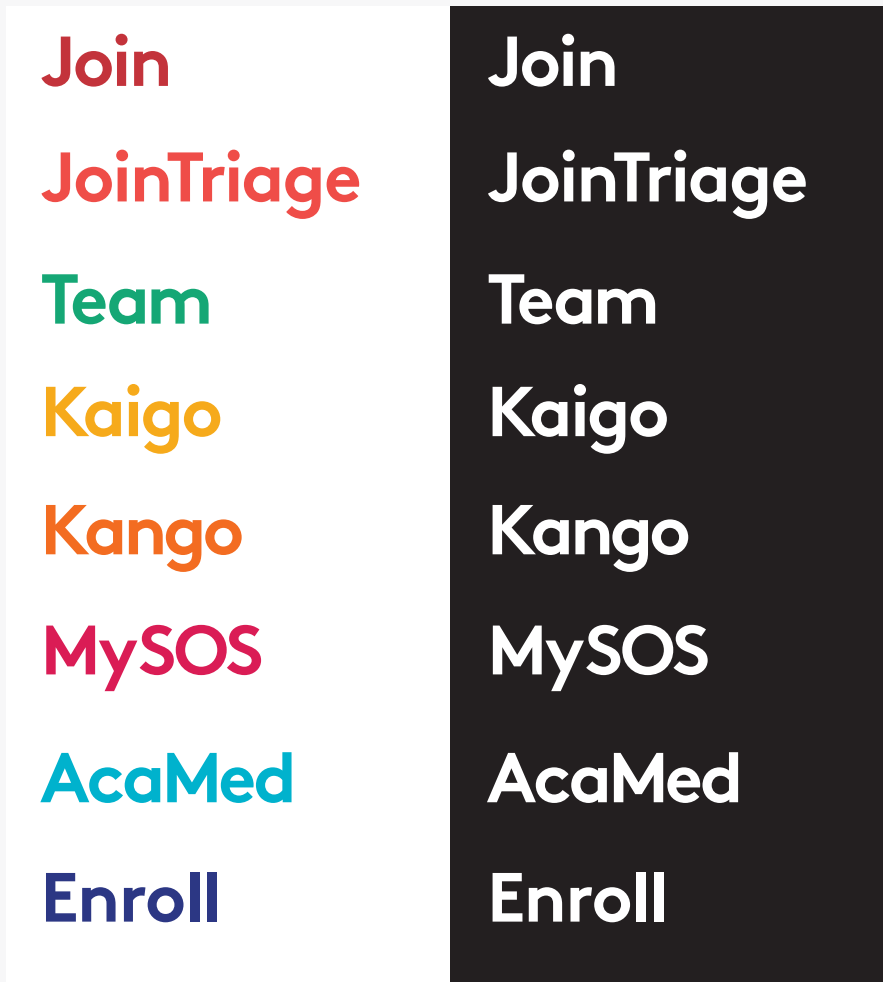 Join
Join
JoinTriage
JoinTriage
Team
Team
Kaigo
Kaigo
Kango
Kango
MySOS
MySOS
AcaMed
AcaMed
Enroll
Enroll